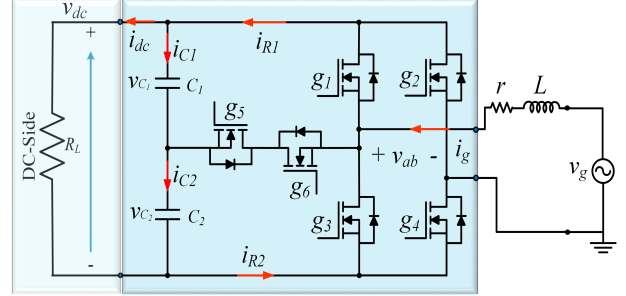 v_dc
+
i_dc
i_C1
i_R1
v_C1
C_1
g_1
g_2
r
L
g_5
DC-Side
R_L
+ v_ab -
i_g
v_g
i_C2
g_6
v_C2
C_2
g_3
g_4
-
i_R2